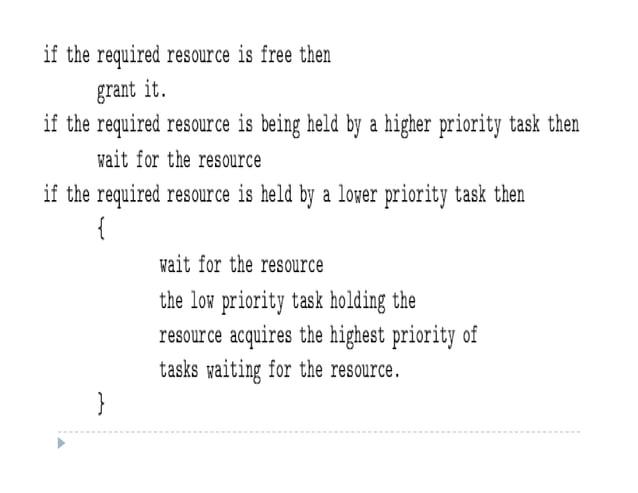 if the required resource is free then
grant it.
if the required resource is being held by a higher priority task then
wait for the resource
if the required resource is held by a lower priority task then
{
wait for the resource
the low priority task holding the
resource acquires the highest priority of
tasks waiting for the resource.
}